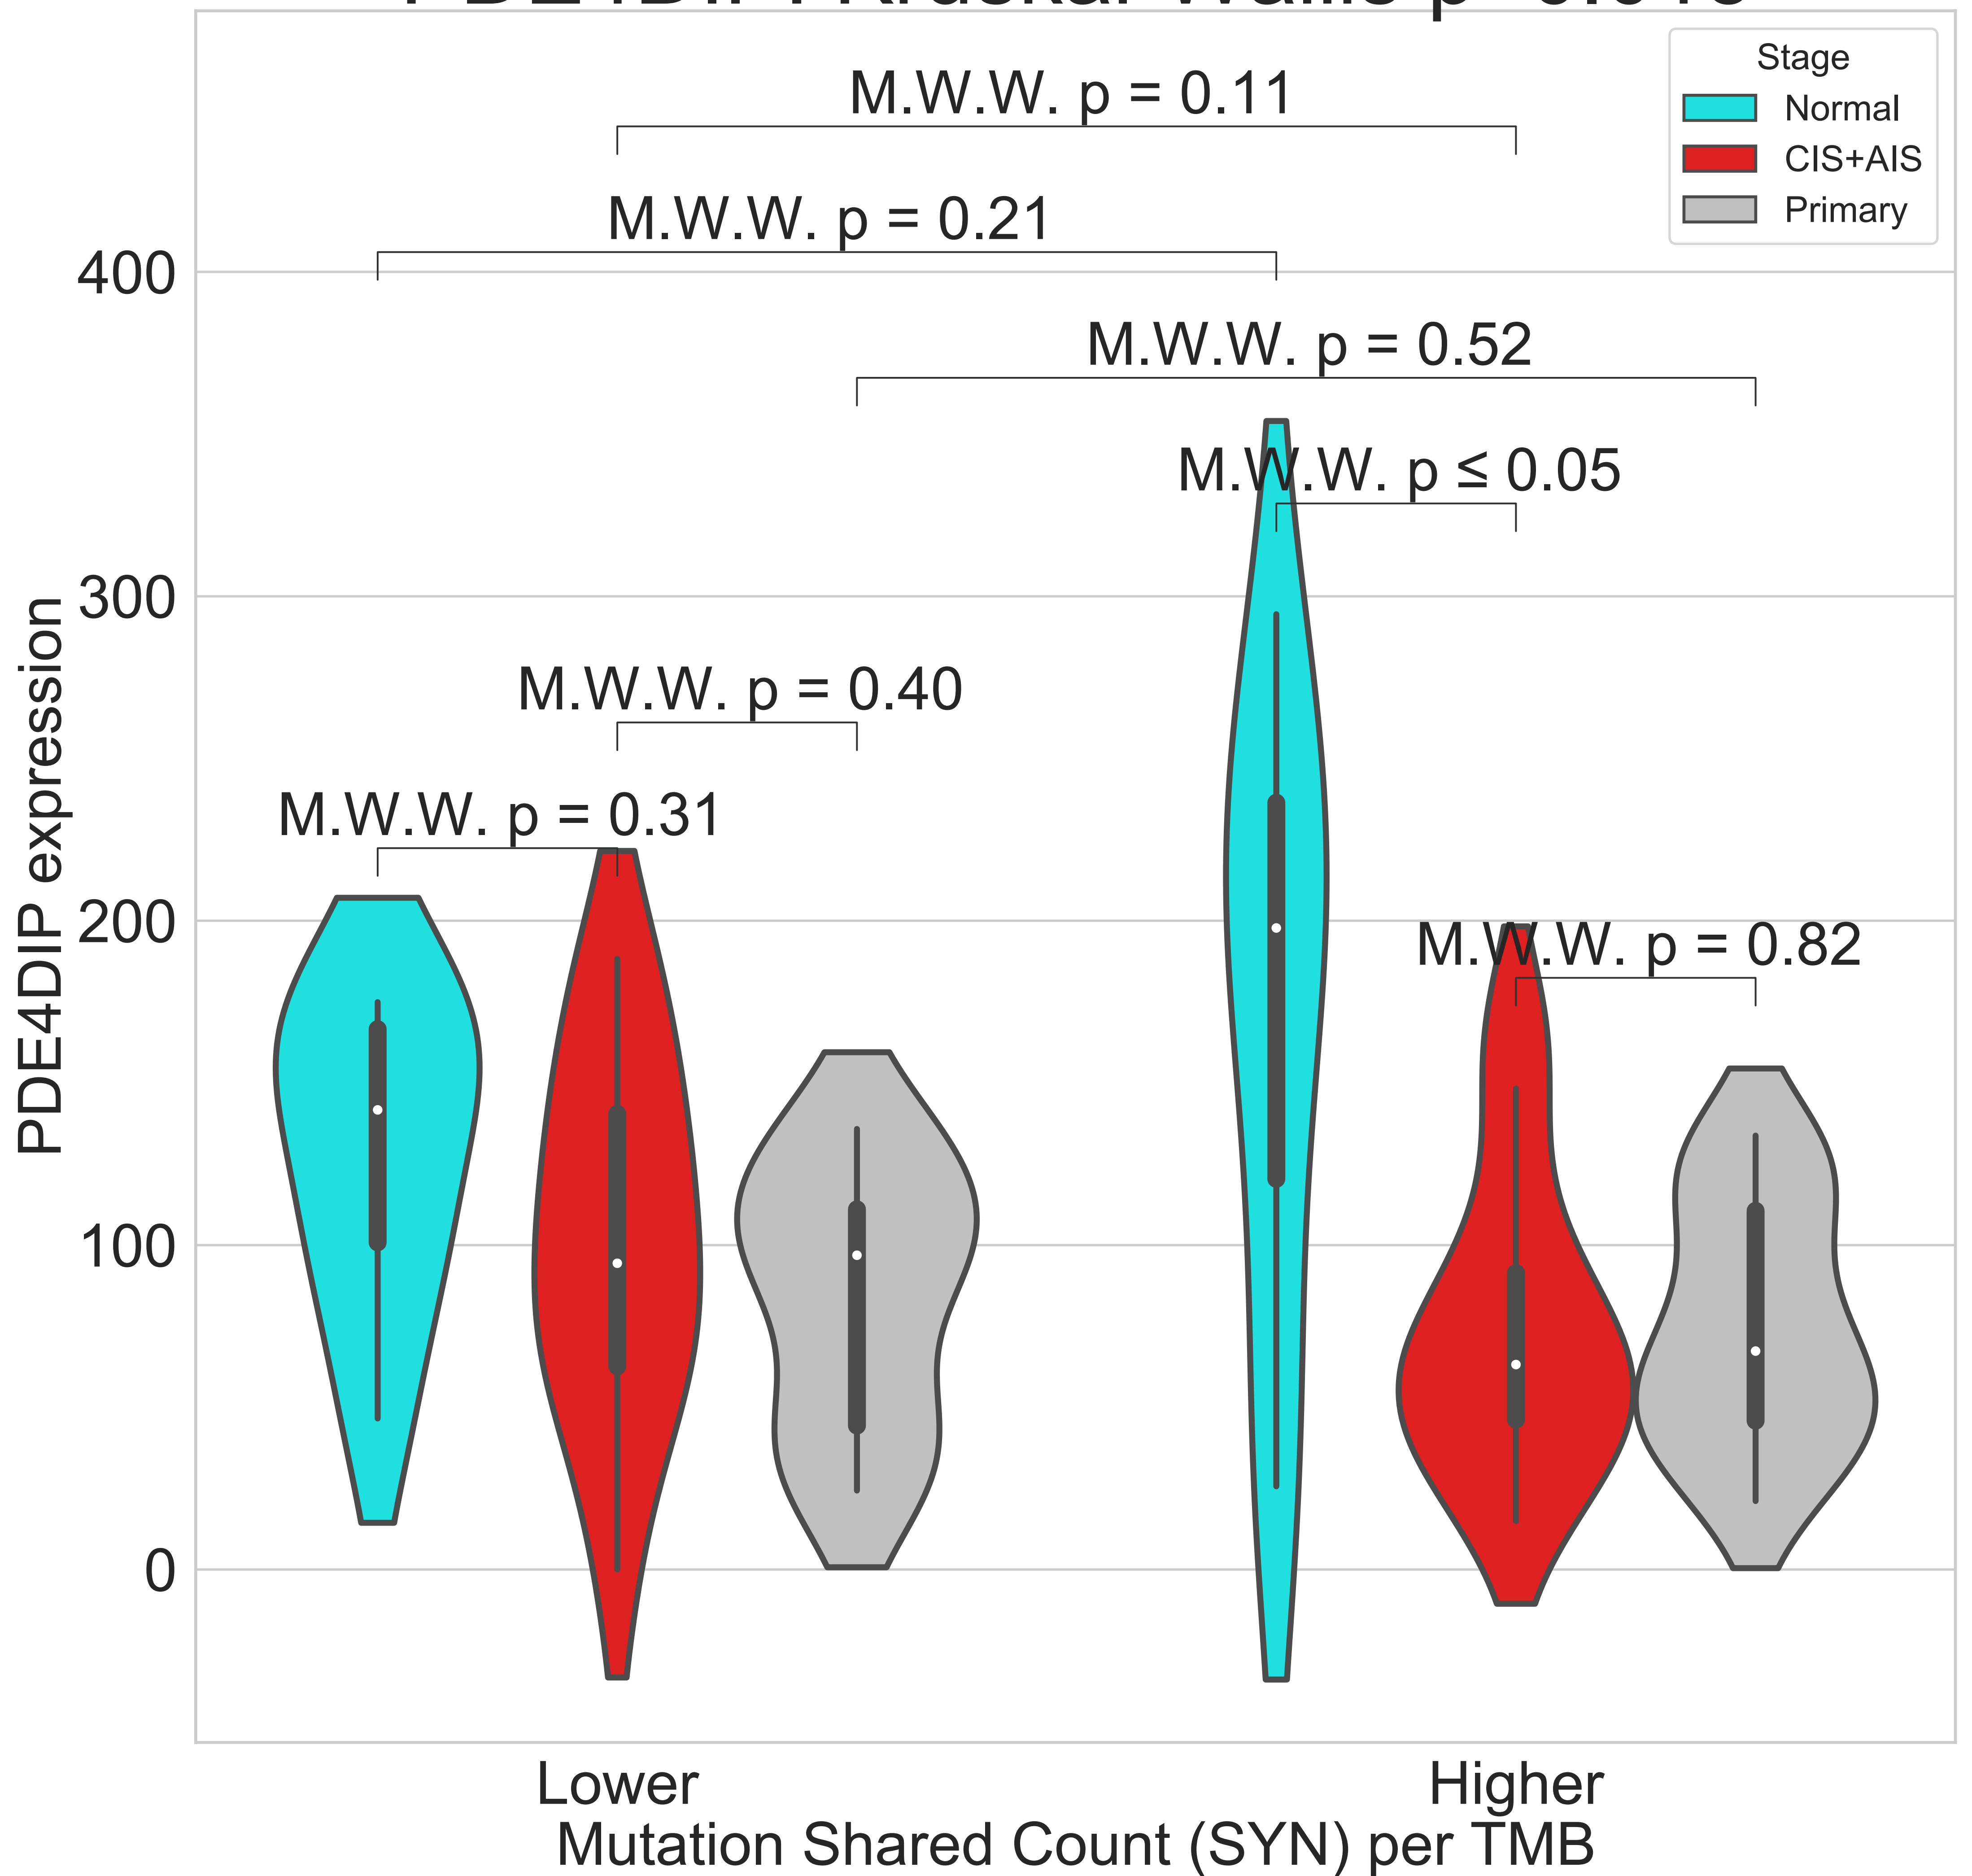 Stage
Normal
CIS+AIS
Primary
M.W.W. p = 0.11
M.W.W. p = 0.21
M.W.W. p = 0.52
M.W.W. p ≤ 0.05
M.W.W. p = 0.40
M.W.W. p = 0.31
M.W.W. p = 0.82
PDE4DIP expression
400
300
200
100
0
Lower
Higher
Mutation Shared Count (SYN) per TMB